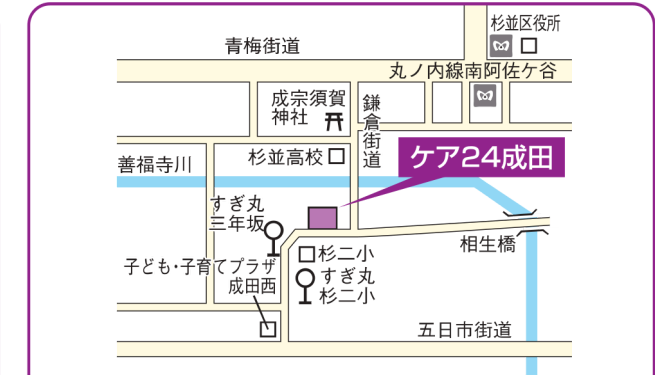 杉並区役所
青梅街道
丸ノ内線南阿佐ケ谷
成宗須賀
神社
鎌倉街道
杉並高校
ケア24成田
善福寺川
すぎ丸
三年坂
相生橋
杉二小
子ども・子育てプラザ
成田西
すぎ丸
杉二小
五日市街道